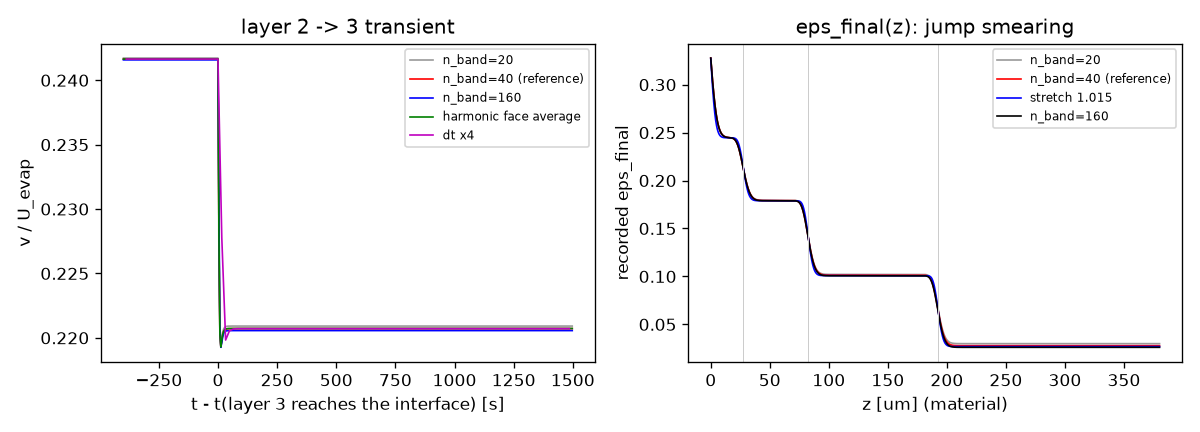 layer 2 -> 3 transient
v / U_evap
0.240
0.235
0.230
0.225
0.220
n_band=20
n_band=40 (reference)
n_band=160
harmonic face average
dt x4
−250 0 250 500 750 1000 1250 1500
t - t(layer 3 reaches the interface) [s]
eps_final(z): jump smearing
recorded eps_final
0.30
0.25
0.20
0.15
0.10
0.05
n_band=20
n_band=40 (reference)
stretch 1.015
n_band=160
0 50 100 150 200 250 300 350
z [um] (material)